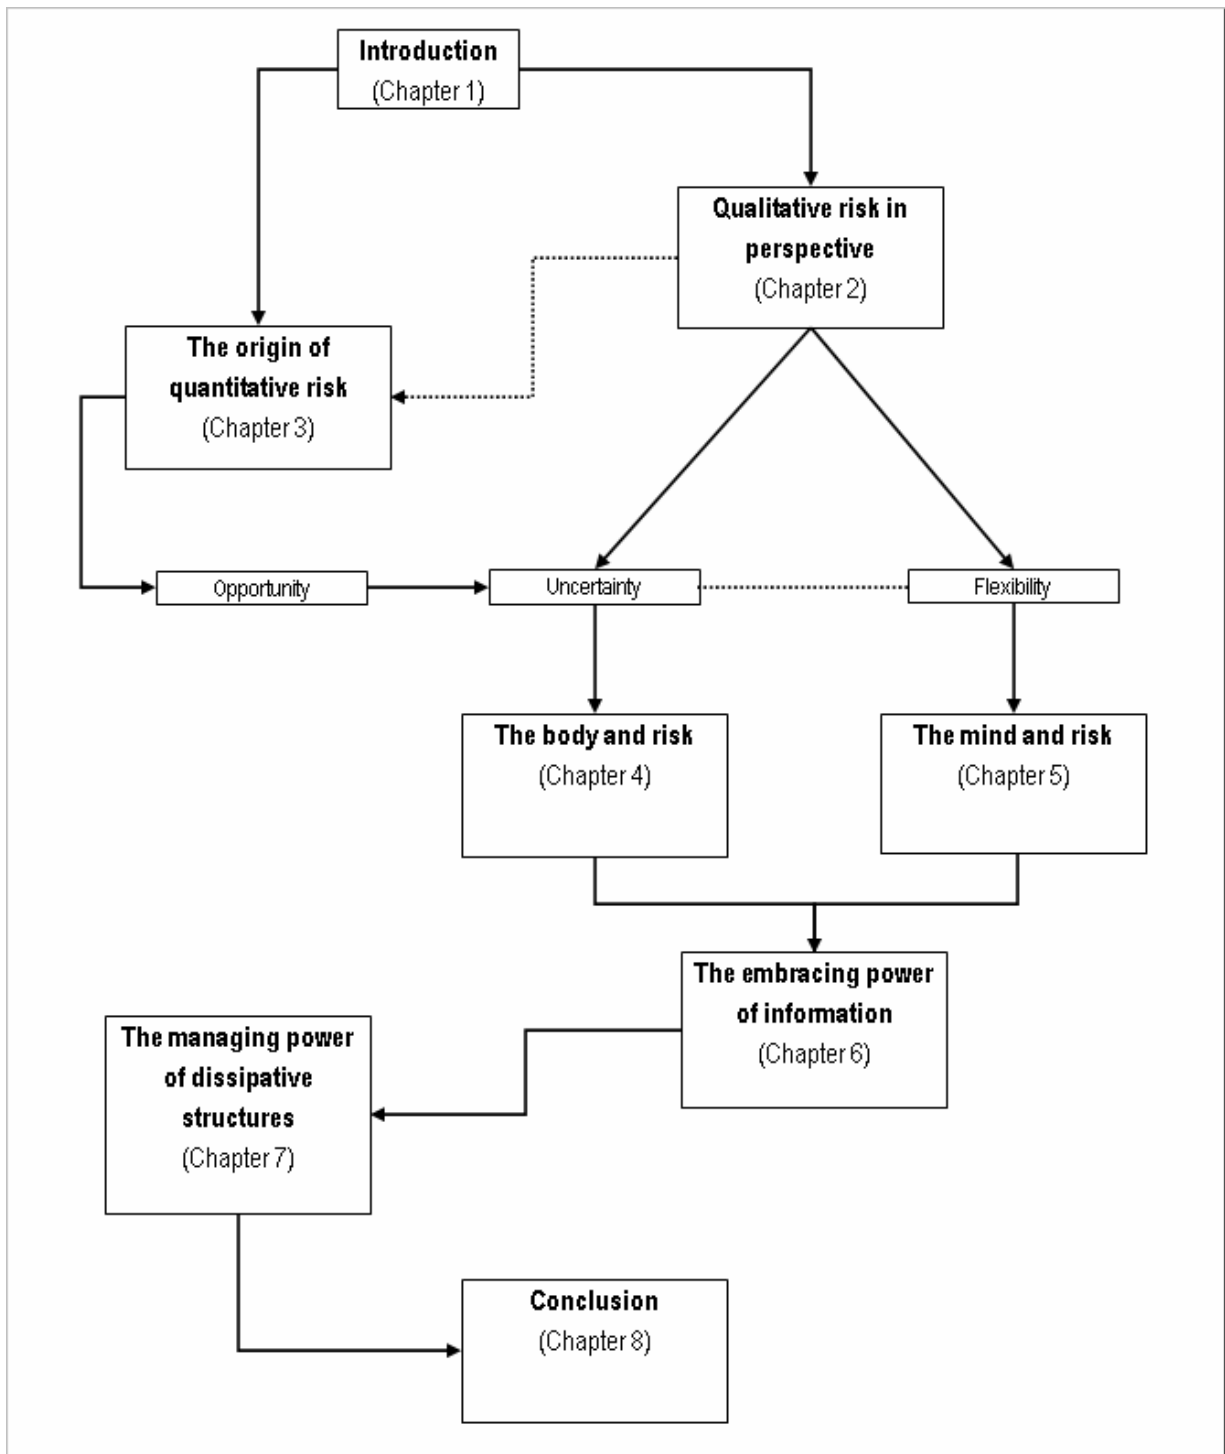 Introduction
(Chapter 1)
Qualitative risk in
perspective
(Chapter 2)
The origin of
quantitative risk
(Chapter 3)
Opportunity
Uncertainty
Flexibility
The body and risk
(Chapter 4)
The mind and risk
(Chapter 5)
The embracing power
of information
(Chapter 6)
The managing power
of dissipative
structures
(Chapter 7)
Conclusion
(Chapter 8)